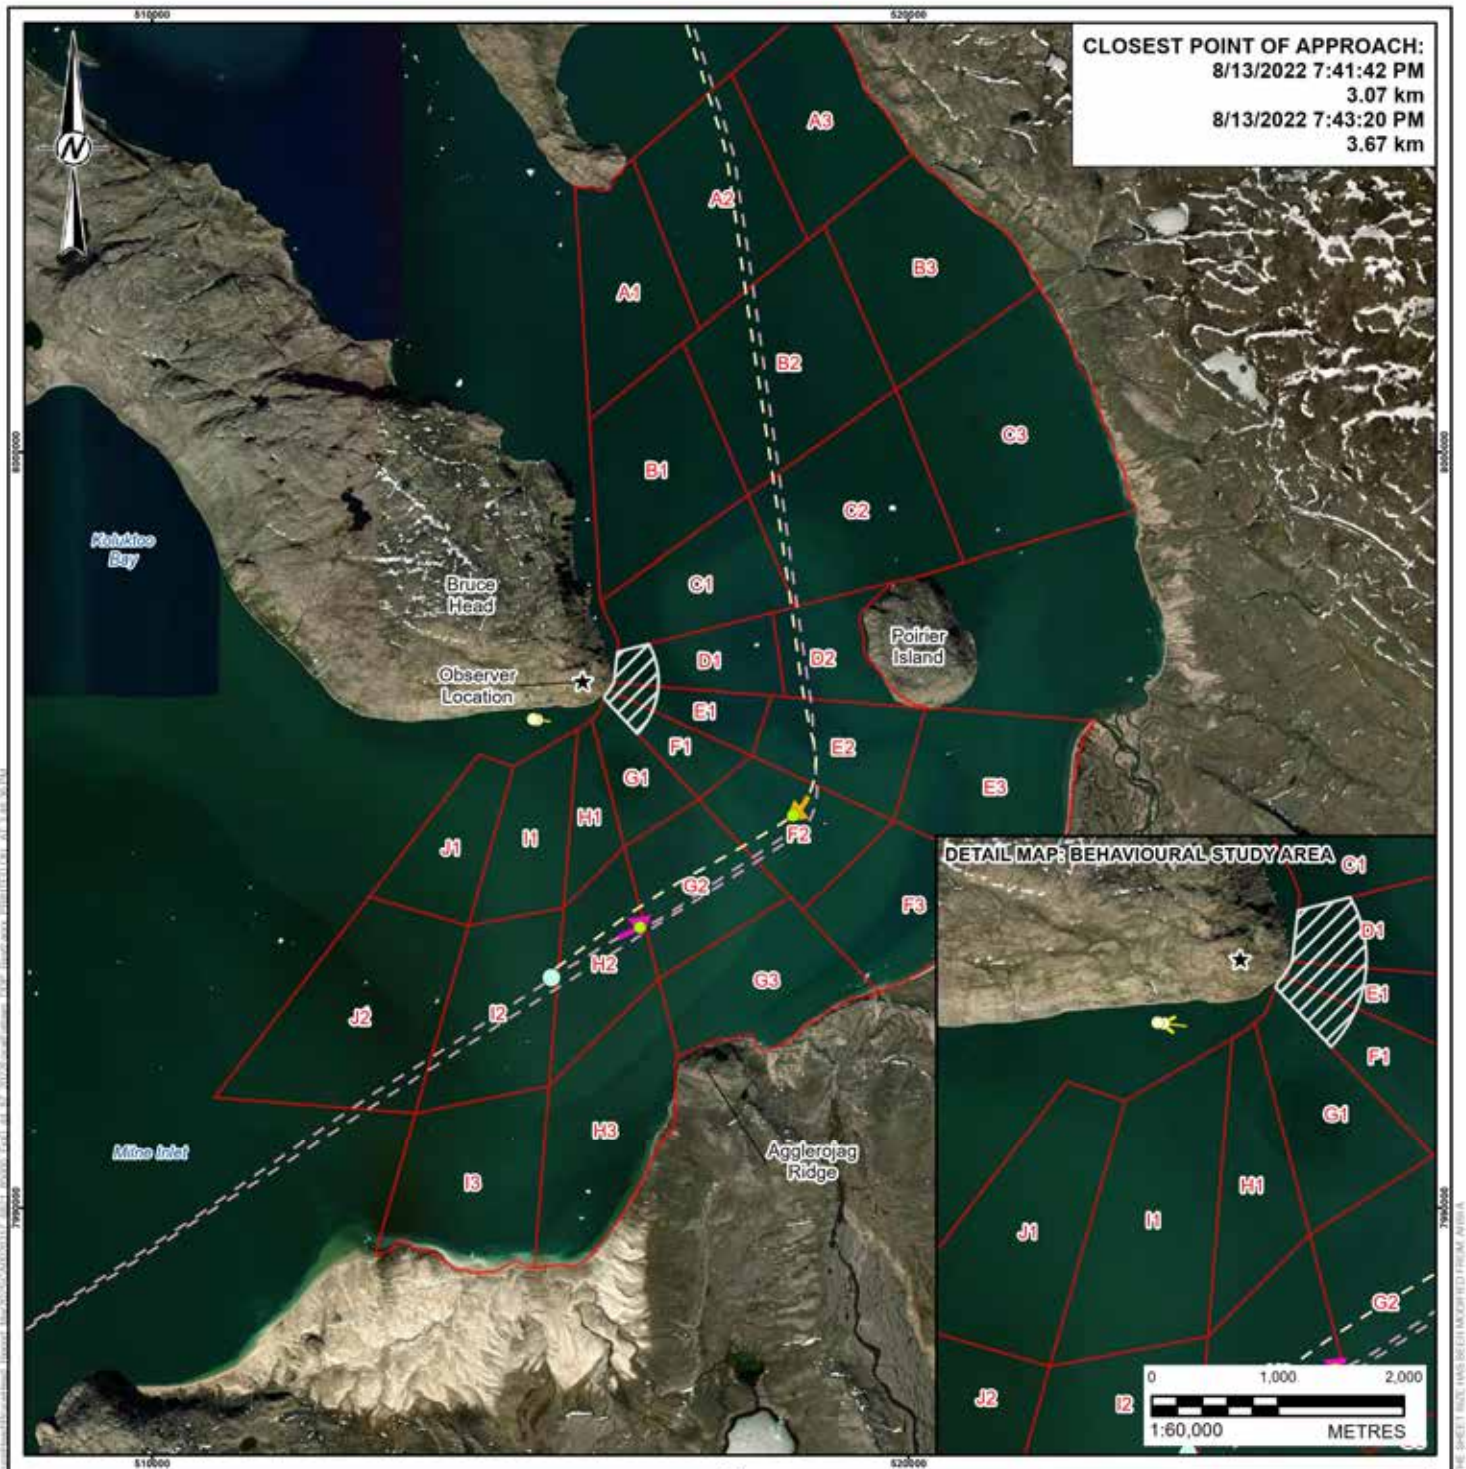 510000
520000
CLOSEST POINT OF APPROACH:
8/13/2022 7:41:42 PM
3.07 km
8/13/2022 7:43:20 PM
3.67 km
N
A3
A2
A1
B3
B2
B1
C3
C2
C1
8000000
8000000
Koluktoo
Bay
Bruce
Head
Observer
Location
Poirier
Island
D1
D2
E1
E2
E3
F1
F2
F3
G1
G2
G3
H1
H2
H3
I1
I2
I3
J1
J2
Milne Inlet
Agglerojag
Ridge
7990000
7990000
DETAIL MAP: BEHAVIOURAL STUDY AREA
C1
D1
E1
F1
G1
H1
I1
J1
G2
J2
I2
0 1,000 2,000
1:60,000 METRES
510000
520000